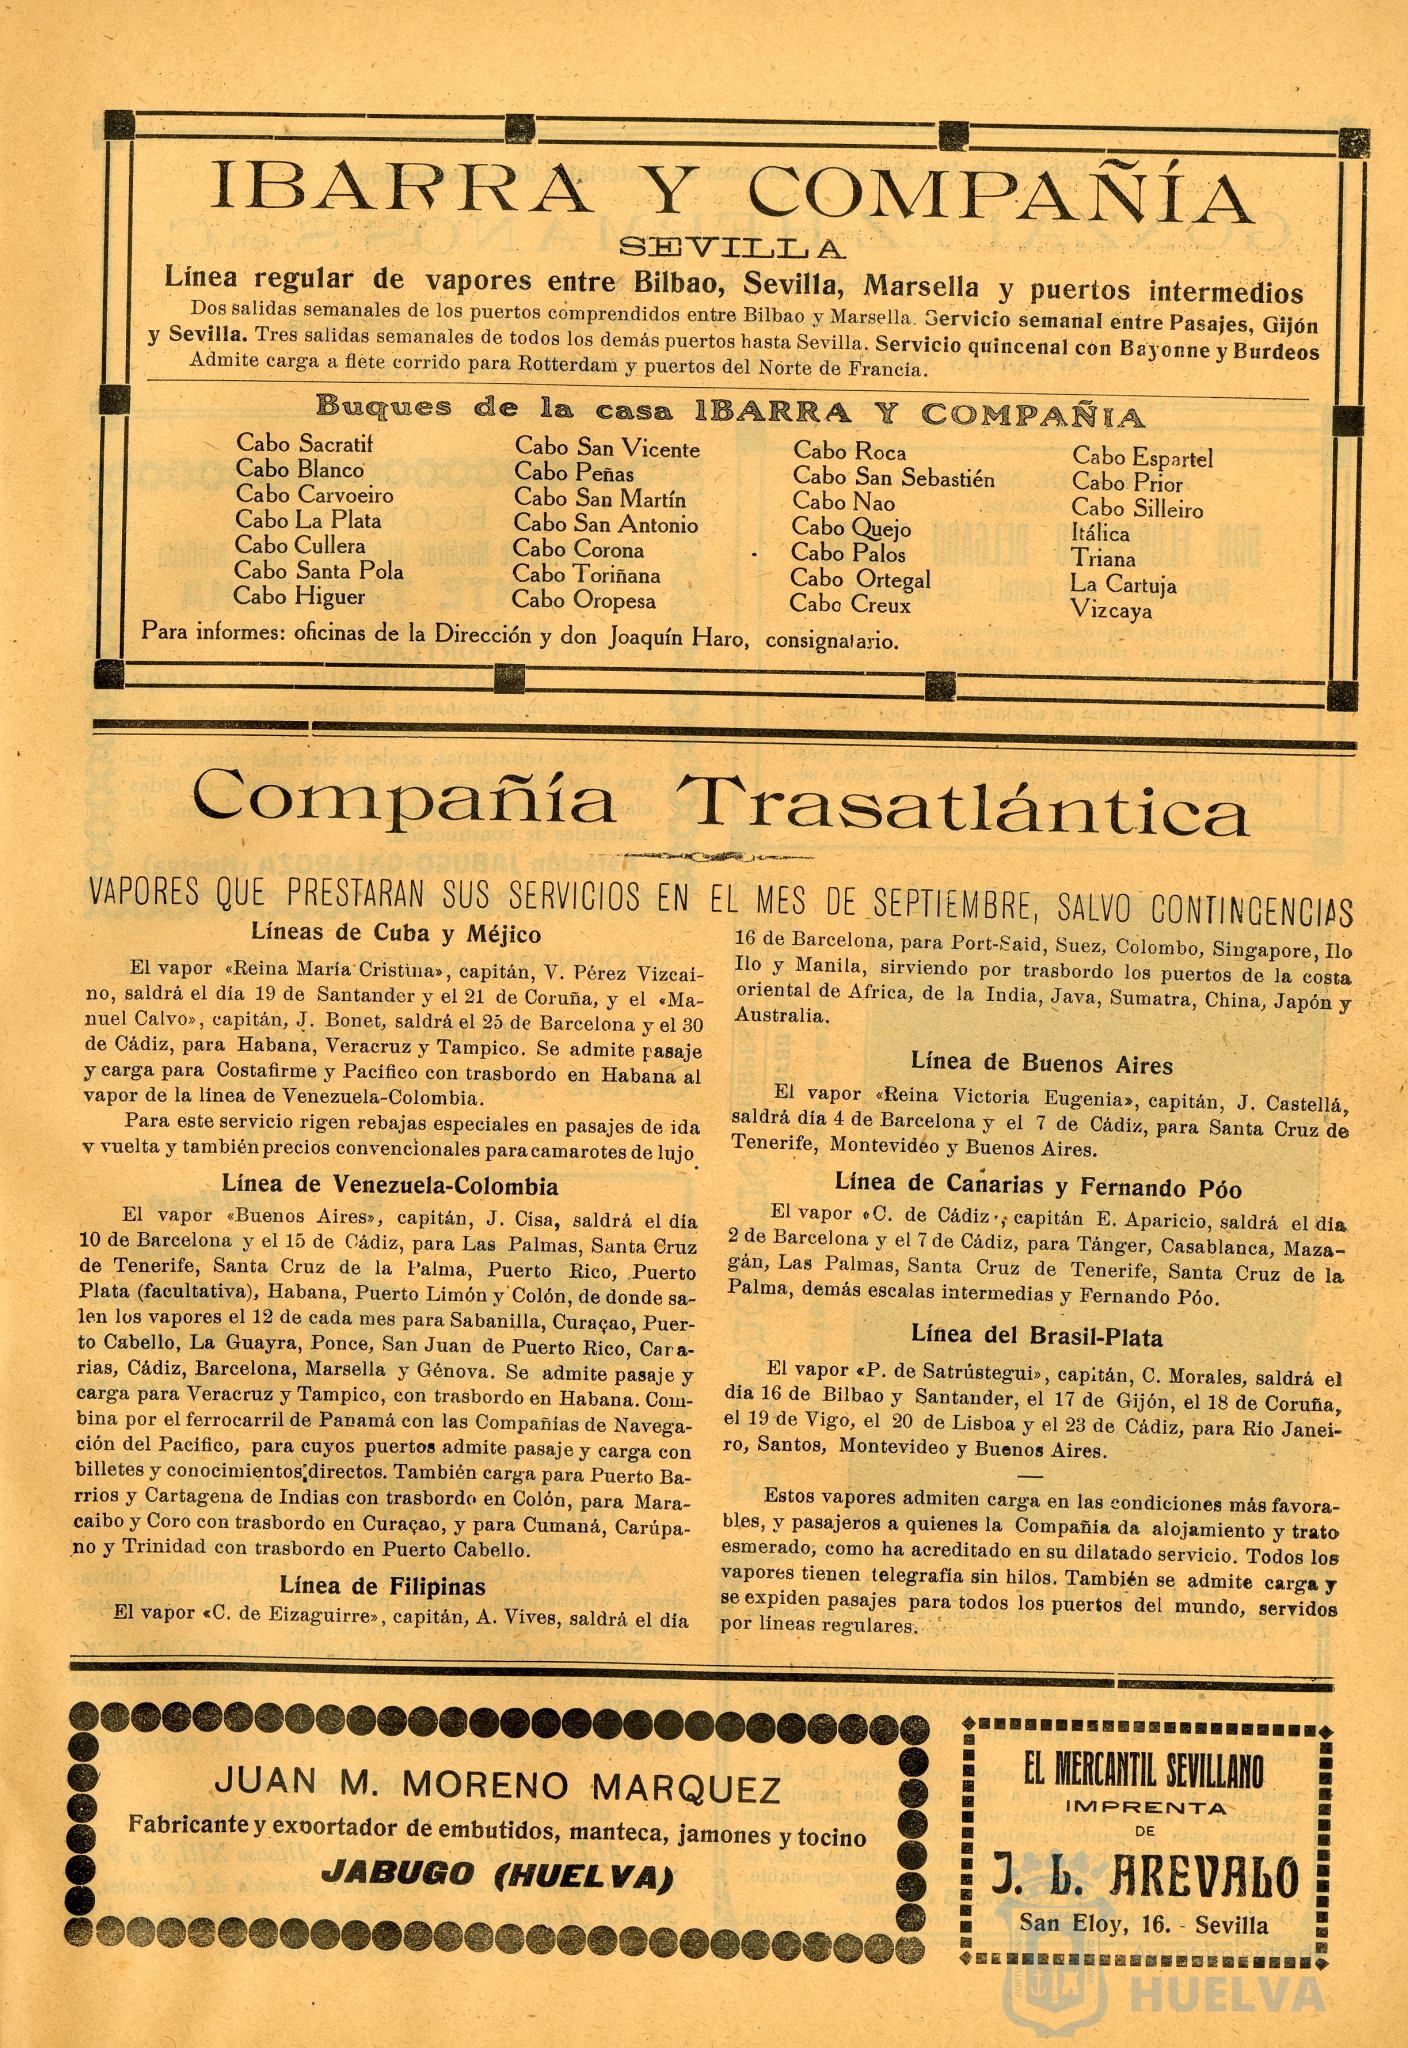 IBARRA Y COMPAÑÍA
SEVILLA
Línea regular de vapores entre Bilbao, Sevilla, Marsella y puertos intermedios
Dos salidas semanales de los puertos comprendidos entre Bilbao y Marsella. Servicio semanal entre Pasajes, Gijón
y Sevilla. Tres salidas semanales de todos los demás puertos hasta Sevilla. Servicio quincenal con Bayonne y Burdeos
Admite carga a flete corrido para Rotterdam y puertos del Norte de Francia.
Buques de la casa IBARRA Y COMPAÑIA
Cabo Sacratif
Cabo Blanco
Cabo Carvoeiro
Cabo La Plata
Cabo Cullera
Cabo Santa Pola
Cabo Higuer
Cabo San Vicente
Cabo Peñas
Cabo San Martín
Cabo San Antonio
Cabo Corona
Cabo Toriñana
Cabo Oropesa
Cabo Roca
Cabo San Sebastién
Cabo Nao
Cabo Quejo
Cabo Palos
Cabo Ortegal
Cabo Creux
Cabo Espartel
Cabo Prior
Cabo Silleiro
Itálica
Triana
La Cartuja
Vizcaya
Para informes: oficinas de la Dirección y don Joaquín Haro, consignatario.
Compañía Trasatlántica
VAPORES QUE PRESTARAN SUS SERVICIOS EN EL MES DE SEPTIEMBRE, SALVO CONTINGENCIAS
Líneas de Cuba y Méjico
El vapor «Reina María Cristina», capitán, V. Pérez Vizcaí-
no, saldrá el día 19 de Santander y el 21 de Coruña, y el «Ma-
nuel Calvo», capitán, J. Bonet, saldrá el 25 de Barcelona y el 30
de Cádiz, para Habana, Veracruz y Tampico. Se admite pasaje
y carga para Costafirme y Pacífico con trasbordo en Habana al
vapor de la línea de Venezuela-Colombia.
Para este servicio rigen rebajas especiales en pasajes de ida
y vuelta y también precios convencionales para camarotes de lujo
Línea de Venezuela-Colombia
El vapor «Buenos Aires», capitán, J. Cisa, saldrá el día
10 de Barcelona y el 15 de Cádiz, para Las Palmas, Santa Cruz
de Tenerife, Santa Cruz de la Palma, Puerto Rico, Puerto
Plata (facultativa), Habana, Puerto Limón y Colón, de donde sa-
len los vapores el 12 de cada mes para Sabanilla, Curaçao, Puer-
to Cabello, La Guayra, Ponce, San Juan de Puerto Rico, Cana-
rias, Cádiz, Barcelona, Marsella y Génova. Se admite pasaje y
carga para Veracruz y Tampico, con trasbordo en Habana. Com-
bina por el ferrocarril de Panamá con las Compañías de Navega-
ción del Pacífico, para cuyos puertos admite pasaje y carga con
billetes y conocimientos directos. También carga para Puerto Ba-
rrios y Cartagena de Indias con trasbordo en Colón, para Mara-
caibo y Coro con trasbordo en Curaçao, y para Cumaná, Carúpa-
no y Trinidad con trasbordo en Puerto Cabello.
Línea de Filipinas
El vapor «C. de Eizaguirre», capitán, A. Vives, saldrá el día
16 de Barcelona, para Port-Said, Suez, Colombo, Singapore, Ilo
Ilo y Manila, sirviendo por trasbordo los puertos de la costa
oriental de Africa, de la India, Java, Sumatra, China, Japón y
Australia.
Línea de Buenos Aires
El vapor «Reina Victoria Eugenia», capitán, J. Castellá,
saldrá día 4 de Barcelona y el 7 de Cádiz, para Santa Cruz de
Tenerife, Montevidéo y Buenos Aires.
Línea de Canarias y Fernando Póo
El vapor «C. de Cádiz», capitán E. Aparicio, saldrá el día
2 de Barcelona y el 7 de Cádiz, para Tánger, Casablanca, Maza-
gán, Las Palmas, Santa Cruz de Tenerife, Santa Cruz de la
Palma, demás escalas intermedias y Fernando Póo.
Línea del Brasil-Plata
El vapor «P. de Satrústegui», capitán, C. Morales, saldrá el
día 16 de Bilbao y Santander, el 17 de Gijón, el 18 de Coruña,
el 19 de Vigo, el 20 de Lisboa y el 23 de Cádiz, para Río Janei-
ro, Santos, Montevideo y Buenos Aires.
Estos vapores admiten carga en las condiciones más favora-
bles, y pasajeros a quienes la Compañía da alojamiento y trato
esmerado, como ha acreditado en su dilatado servicio. Todos los
vapores tienen telegrafía sin hilos. También se admite carga y
se expiden pasajes para todos los puertos del mundo, servidos
por líneas regulares.
JUAN M. MORENO MARQUEZ
Fabricante y exportador de embutidos, manteca, jamones y tocino
JABUGO (HUELVA)
EL MERCANTIL SEVILLANO
IMPRENTA
DE
J. L. AREVALO
San Eloy, 16. - Sevilla
HUELVA